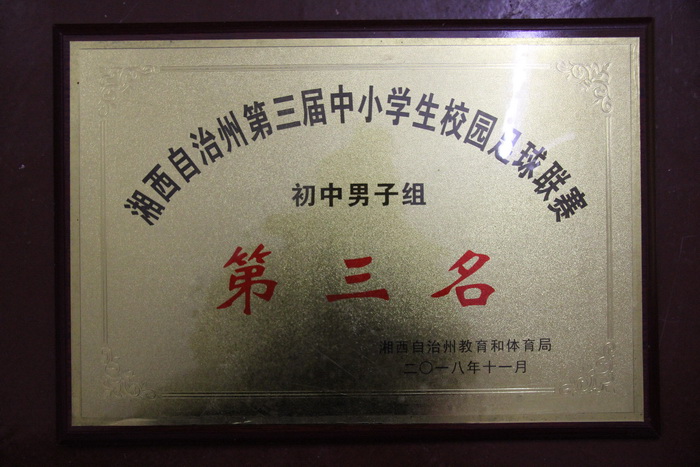 湘西自治州第三届中小学生校园足球联赛
初中男子组
第三名
湘西自治州教育和体育局
二〇一八年十一月